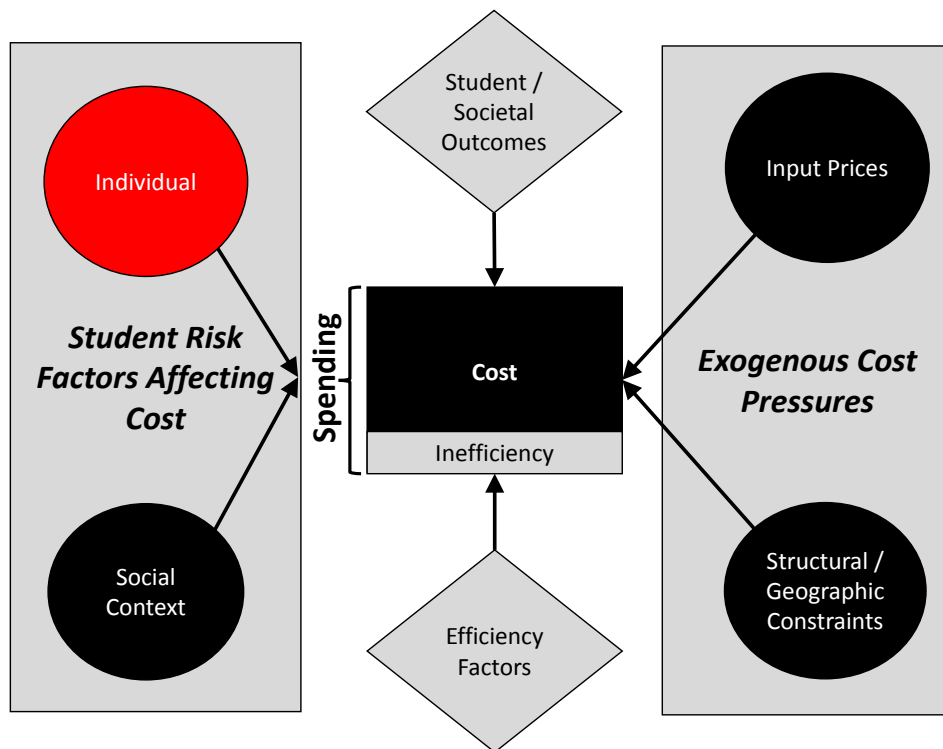 Individual
Student Risk
Factors Affecting
Cost
Social
Context
Student /
Societal
Outcomes
Spending
Cost
Inefficiency
Efficiency
Factors
Input Prices
Exogenous Cost
Pressures
Structural /
Geographic
Constraints